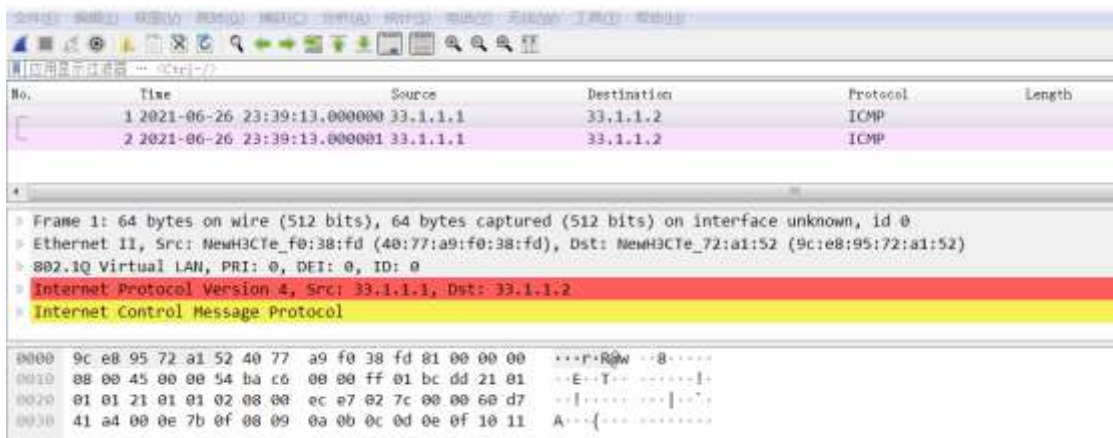 应用显示过滤器 … <Ctrl-/>
No. Time Source Destination Protocol Length
1 2021-06-26 23:39:13.000000 33.1.1.1 33.1.1.2 ICMP
2 2021-06-26 23:39:13.000001 33.1.1.1 33.1.1.2 ICMP
Frame 1: 64 bytes on wire (512 bits), 64 bytes captured (512 bits) on interface unknown, id 0
Ethernet II, Src: NewH3CTe_f0:38:fd (40:77:a9:f0:38:fd), Dst: NewH3CTe_72:a1:52 (9c:e8:95:72:a1:52)
802.1Q Virtual LAN, PRI: 0, DEI: 0, ID: 0
Internet Protocol Version 4, Src: 33.1.1.1, Dst: 33.1.1.2
Internet Control Message Protocol
0000 9c e8 95 72 a1 52 40 77 a9 f0 38 fd 81 00 00 00 ···r·R@w ··8·····
0010 08 00 45 00 00 54 ba c6 00 00 ff 01 bc dd 21 01 ··E··T·· ······!·
0020 01 01 21 01 01 02 08 00 ec e7 02 7c 00 00 60 d7 ··!····· ···|··`·
0030 41 a4 00 0e 7b 0f 08 09 0a 0b 0c 0d 0e 0f 10 11 A···{··· ········